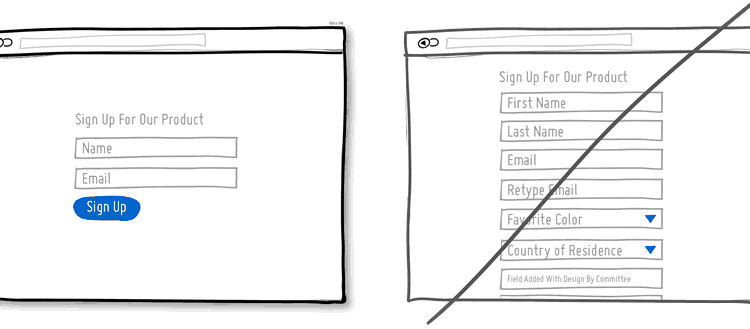 Sign Up For Our Product
Name
Email
Sign Up
Sign Up For Our Product
First Name
Last Name
Email
Retype Email
Favorite Color
Country of Residence
Field Added With Design By Committee